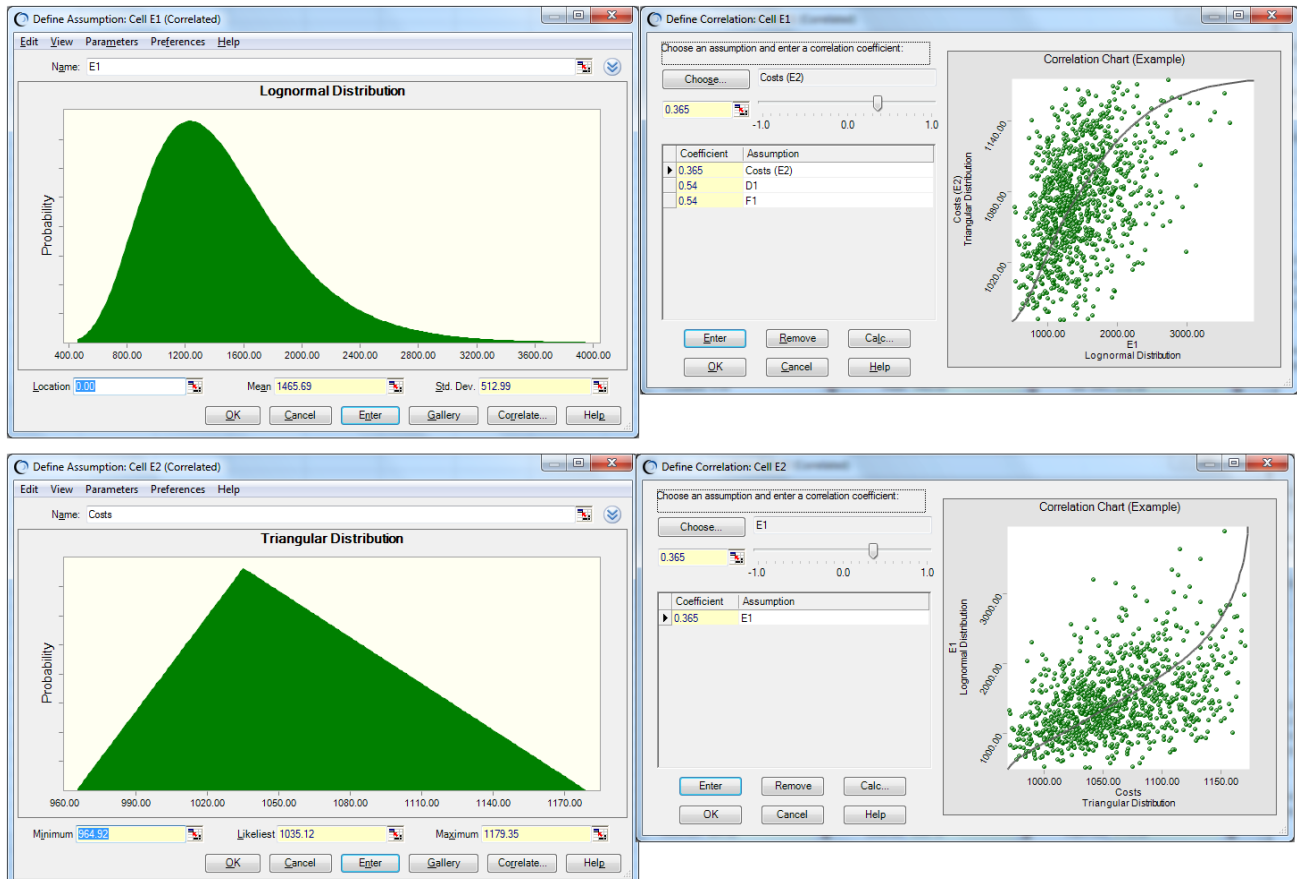 Define Assumption: Cell E1 (Correlated)
Edit View Parameters Preferences Help
Name: E1
Lognormal Distribution
Probability
400.00 800.00 1200.00 1600.00 2000.00 2400.00 2800.00 3200.00 3600.00 4000.00
Location 0.00 Mean 1465.69 Std. Dev. 512.99
OK Cancel Enter Gallery Correlate... Help
Define Correlation: Cell E1
Choose an assumption and enter a correlation coefficient:
Choose... Costs (E2)
0.365
-1.0 0.0 1.0
Coefficient Assumption
0.365 Costs (E2)
0.54 D1
0.54 F1
Enter Remove Calc...
OK Cancel Help
Correlation Chart (Example)
Costs (E2)
Triangular Distribution
1140.00
1080.00
1020.00
1000.00 2000.00 3000.00
E1
Lognormal Distribution
Define Assumption: Cell E2 (Correlated)
Edit View Parameters Preferences Help
Name: Costs
Triangular Distribution
Probability
960.00 990.00 1020.00 1050.00 1080.00 1110.00 1140.00 1170.00
Minimum 964.92 Likeliest 1035.12 Maximum 1179.35
OK Cancel Enter Gallery Correlate... Help
Define Correlation: Cell E2
Choose an assumption and enter a correlation coefficient:
Choose... E1
0.365
-1.0 0.0 1.0
Coefficient Assumption
0.365 E1
Enter Remove Calc...
OK Cancel Help
Correlation Chart (Example)
E1
Lognormal Distribution
3000.00
2000.00
1000.00
1000.00 1050.00 1100.00 1150.00
Costs
Triangular Distribution